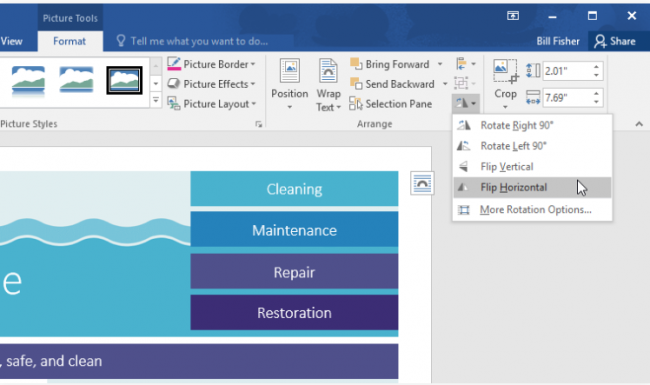 Picture Tools
View
Format
Tell me what you want to do...
Bill Fisher
Share
Picture Border
Picture Effects
Picture Layout
Position
Wrap
Text
Bring Forward
Send Backward
Selection Pane
Crop
2.01"
7.69"
Picture Styles
Arrange
Rotate Right 90°
Rotate Left 90°
Flip Vertical
Flip Horizontal
More Rotation Options...
Cleaning
Maintenance
e
Repair
Restoration
, safe, and clean